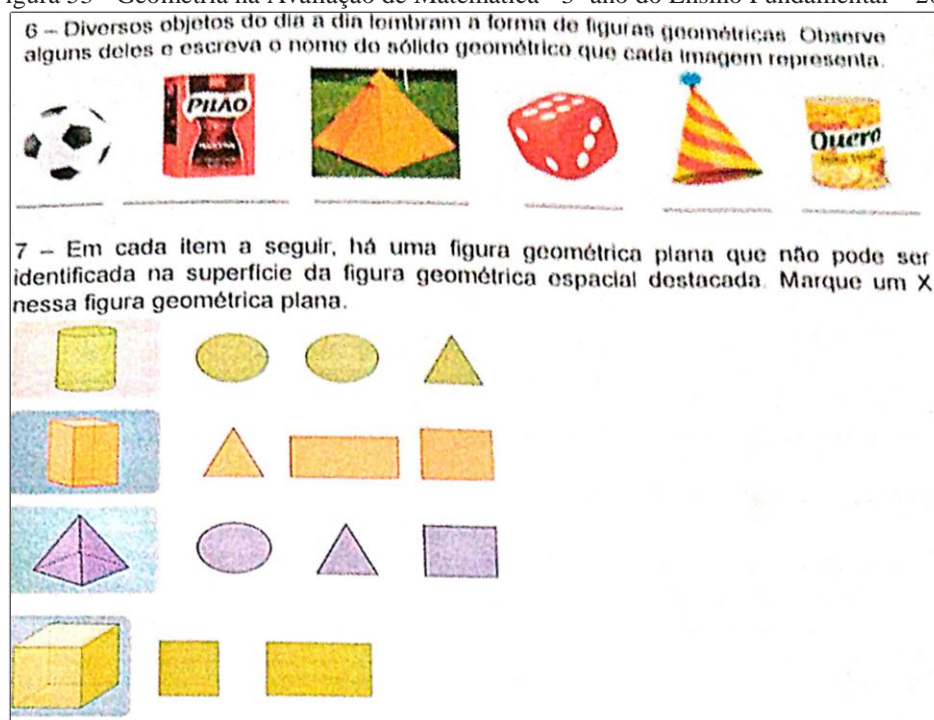 6 – Diversos objetos do dia a dia lembram a forma de figuras geométricas. Observe
alguns deles e escreva o nome do sólido geométrico que cada imagem representa.
PILÃO
Quero
7 – Em cada item a seguir, há uma figura geométrica plana que não pode ser
identificada na superfície da figura geométrica espacial destacada. Marque um X
nessa figura geométrica plana.